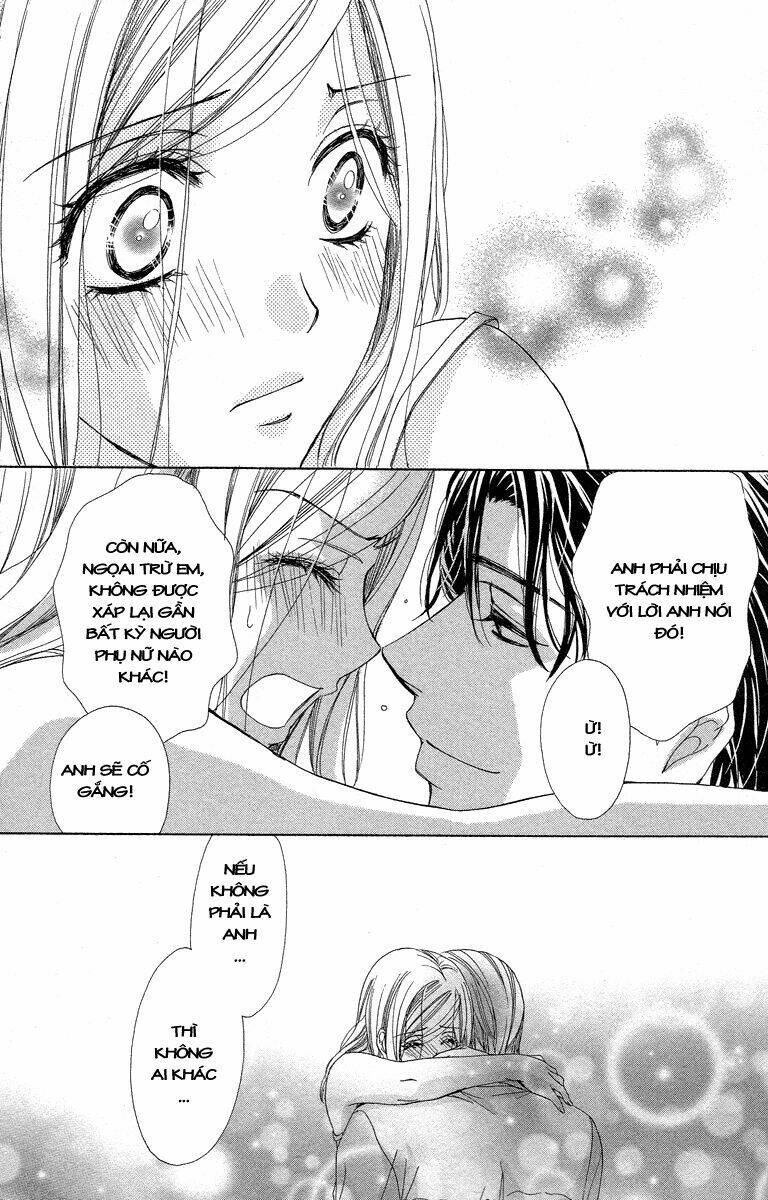 ANH PHẢI CHỊU
TRÁCH NHIỆM
VỚI LỜI ANH NÓI
ĐÓ!
Ừ!
Ừ!
CÒN NỮA,
NGOẠI TRỪ EM,
KHÔNG ĐƯỢC
XÁP LẠI GẦN
BẤT KỲ NGƯỜI
PHỤ NỮ NÀO
KHÁC!
ANH SẼ CỐ
GẮNG!
NẾU
KHÔNG
PHẢI LÀ
ANH
...
THÌ
KHÔNG
AI KHÁC
...